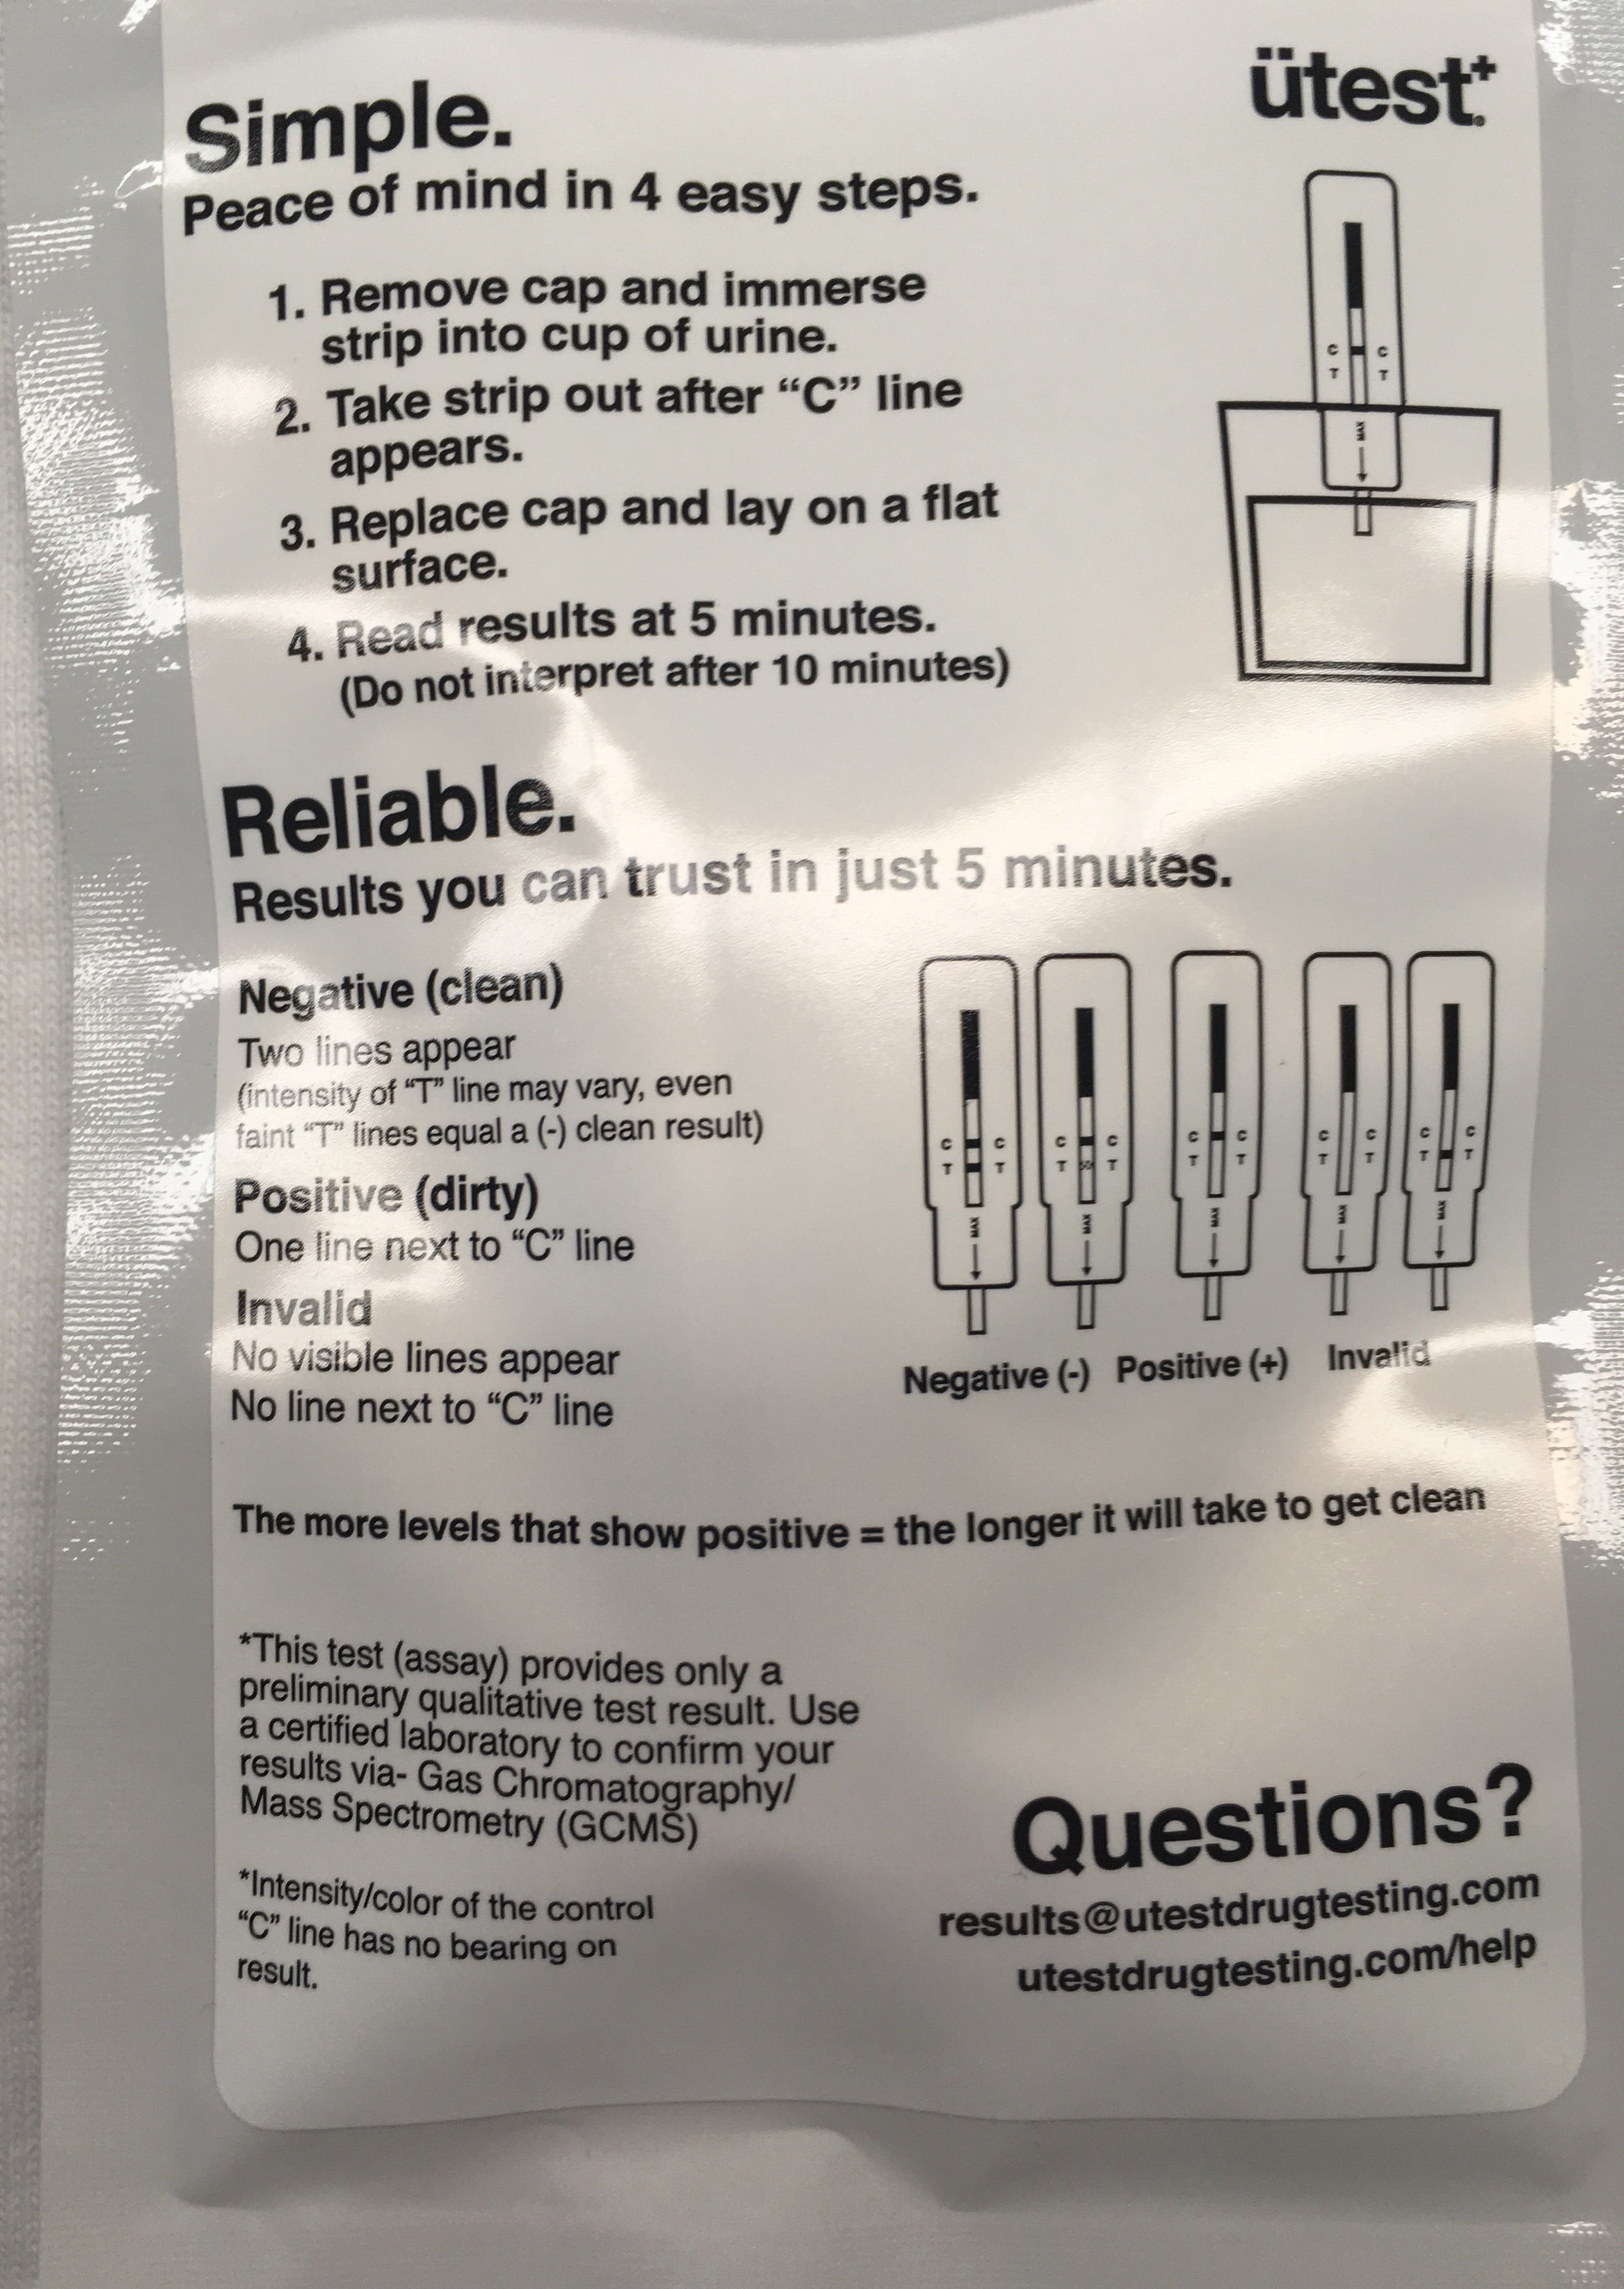 ütest+
Simple.
Peace of mind in 4 easy steps.
1. Remove cap and immerse
strip into cup of urine.
2. Take strip out after “C” line
appears.
3. Replace cap and lay on a flat
surface.
4. Read results at 5 minutes.
(Do not interpret after 10 minutes)
C C
T T
MAX
Reliable.
Results you can trust in just 5 minutes.
Negative (clean)
Two lines appear
(intensity of “T” line may vary, even
faint “T” lines equal a (-) clean result)
Positive (dirty)
One line next to “C” line
Invalid
No visible lines appear
No line next to “C” line
C C C C C C C C C C
T T T T T T T T T T
MAX MAX MAX MAX MAX
Negative (-) Positive (+) Invalid
The more levels that show positive = the longer it will take to get clean
*This test (assay) provides only a
preliminary qualitative test result. Use
a certified laboratory to confirm your
results via- Gas Chromatography/
Mass Spectrometry (GCMS)
*Intensity/color of the control
“C” line has no bearing on
result.
Questions?
results@utestdrugtesting.com
utestdrugtesting.com/help